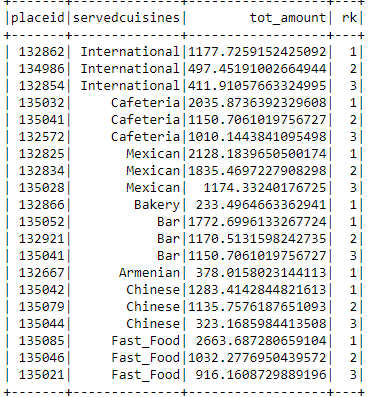 +-------+--------------+------------------+---+
|placeid|servedcuisines|        tot_amount| rk|
+-------+--------------+------------------+---+
| 132862| International|1177.7259152425092|  1|
| 134986| International| 497.45191002664944|  2|
| 132854| International| 411.91057663324995|  3|
| 135032|     Cafeteria|2035.8736392329608|  1|
| 135041|     Cafeteria|1150.7061019756727|  2|
| 132572|     Cafeteria|1010.1443841095498|  3|
| 132825|       Mexican|2128.1839650500174|  1|
| 132834|       Mexican|1835.4697227908298|  2|
| 135028|       Mexican|  1174.33240176725|  3|
| 132866|        Bakery| 233.4964663362941|  1|
| 135052|           Bar|1772.6996133267724|  1|
| 132921|           Bar|1170.5131598242735|  2|
| 135041|           Bar|1150.7061019756727|  3|
| 132667|      Armenian| 378.0158023144113|  1|
| 135042|       Chinese|1283.4142844821613|  1|
| 135079|       Chinese|1135.7576187651093|  2|
| 135044|       Chinese| 323.1685984413508|  3|
| 135085|     Fast_Food| 2663.687280659104|  1|
| 135046|     Fast_Food|1032.2776950439572|  2|
| 135021|     Fast_Food| 916.1608729889196|  3|
+-------+--------------+------------------+---+